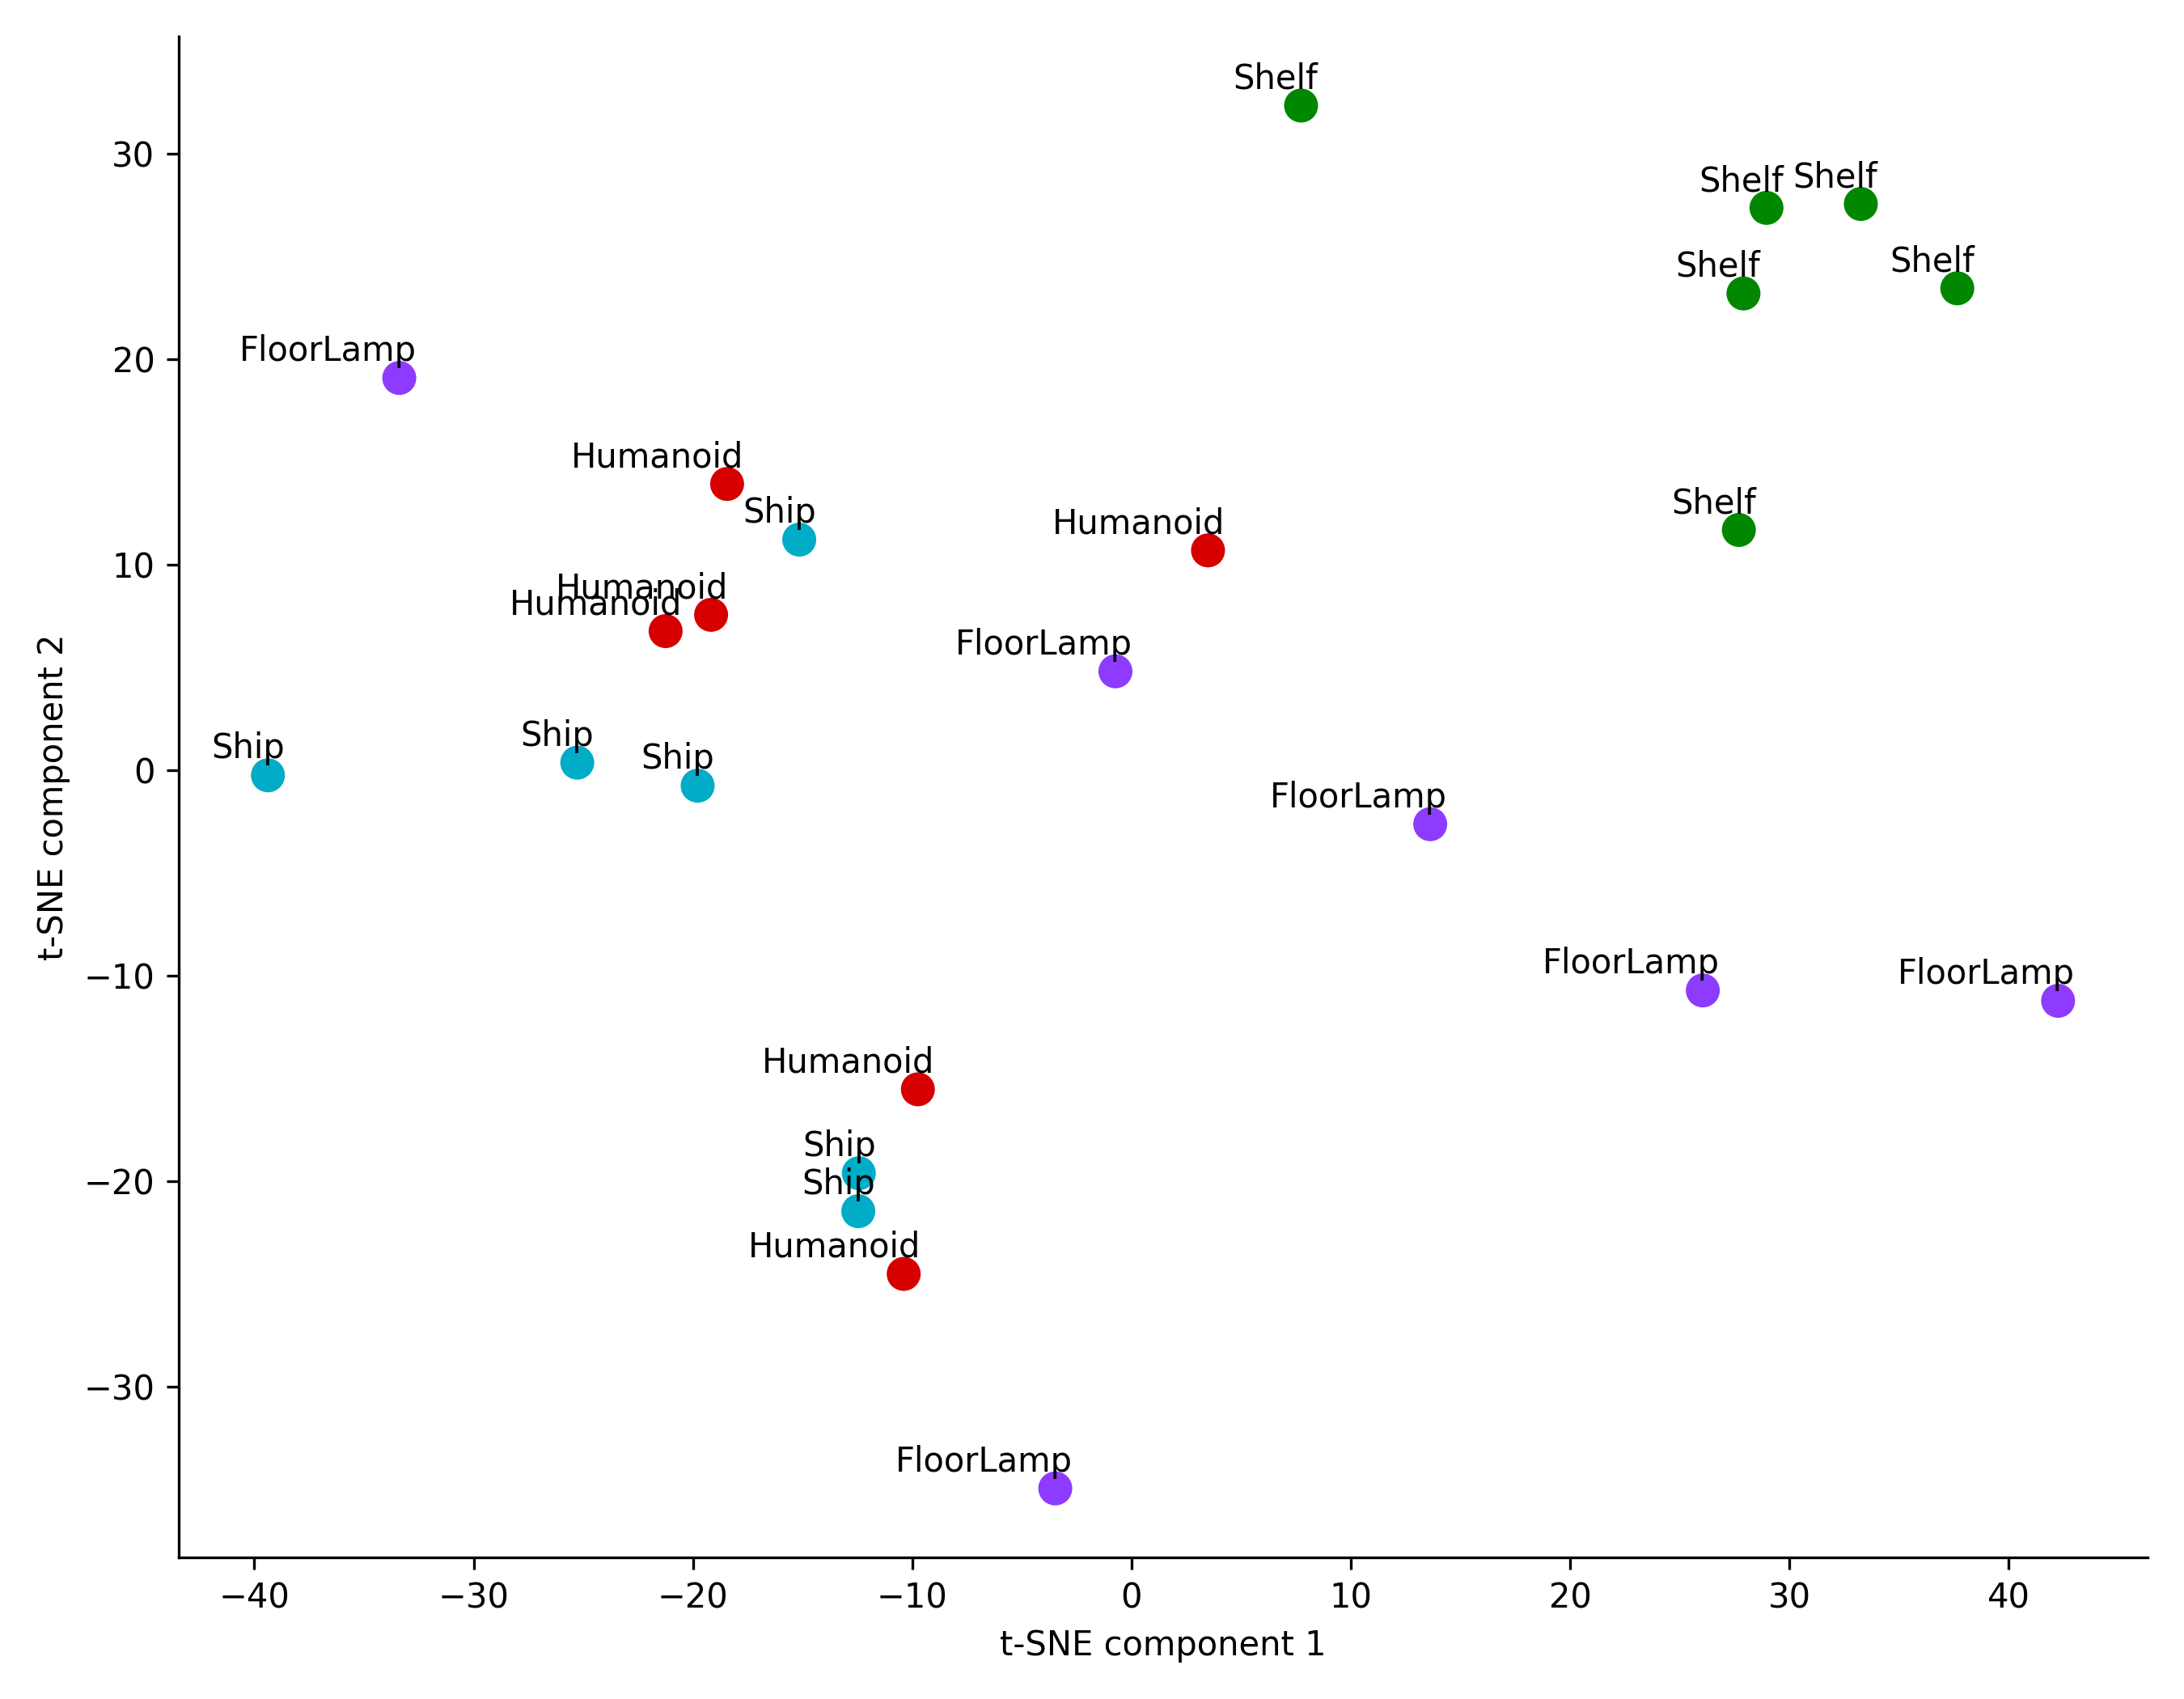 Shelf
30
Shelf
Shelf
Shelf
Shelf
20
FloorLamp
Humanoid
Ship
Shelf
Humanoid
10
Humanoid
Humanoid
FloorLamp
t-SNE component 2
Ship
Ship
Ship
0
FloorLamp
FloorLamp
FloorLamp
−10
Humanoid
Ship
−20
Ship
Humanoid
−30
FloorLamp
−40 −30 −20 −10 0 10 20 30 40
t-SNE component 1